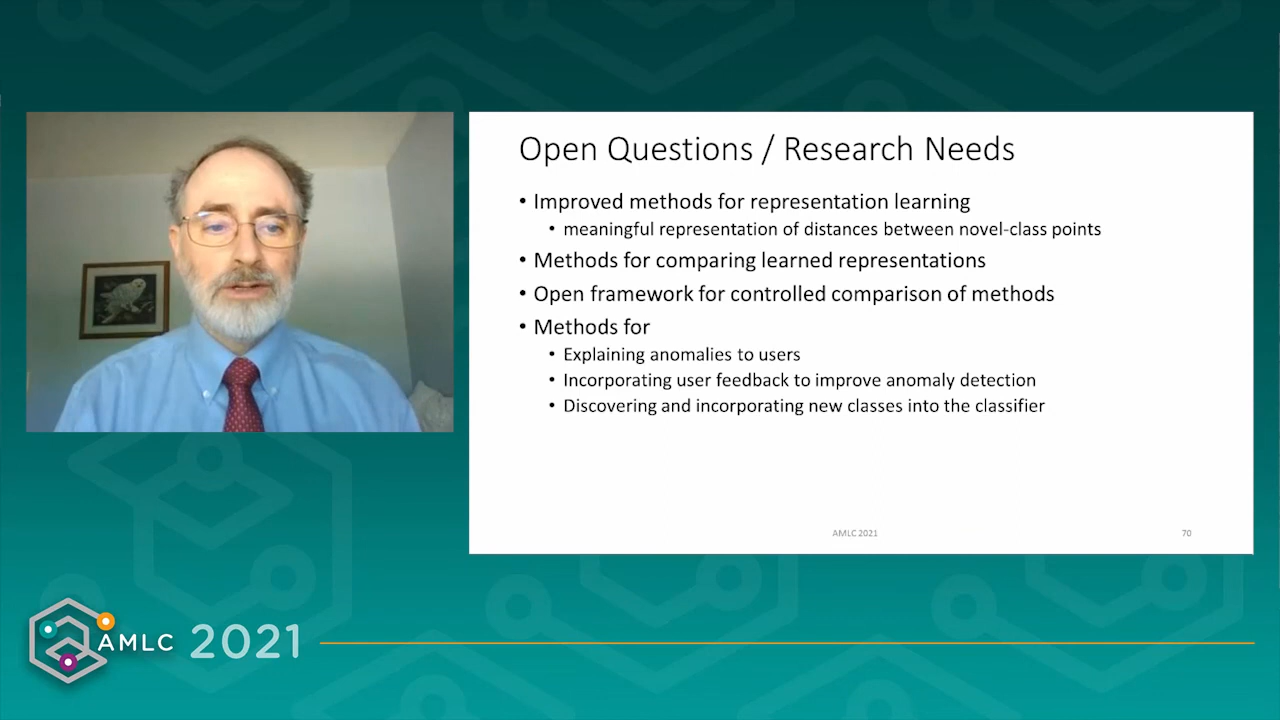 Open Questions / Research Needs
• Improved methods for representation learning
• meaningful representation of distances between novel-class points
• Methods for comparing learned representations
• Open framework for controlled comparison of methods
• Methods for
• Explaining anomalies to users
• Incorporating user feedback to improve anomaly detection
• Discovering and incorporating new classes into the classifier
AMLC 2021 70
AMLC 2021